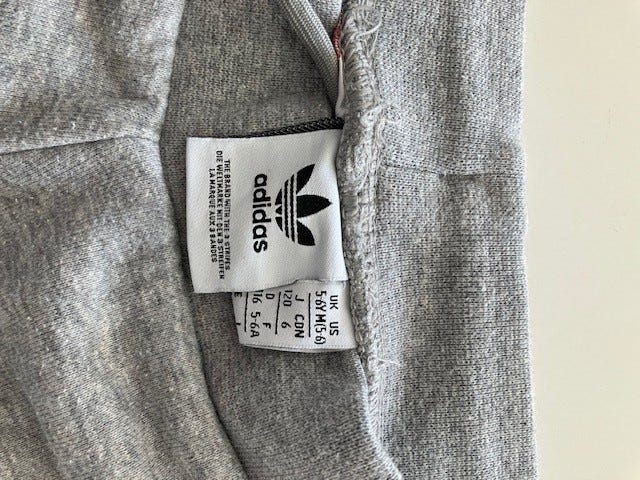 adidas
THE BRAND WITH THE 3 STRIPES
DIE WELTMARKE MIT DEN 3 STREIFEN
LA MARQUE AUX 3 BANDES
UK US
5-6Y M(5-6)
J CDN
120 6
D F
116 5-6A